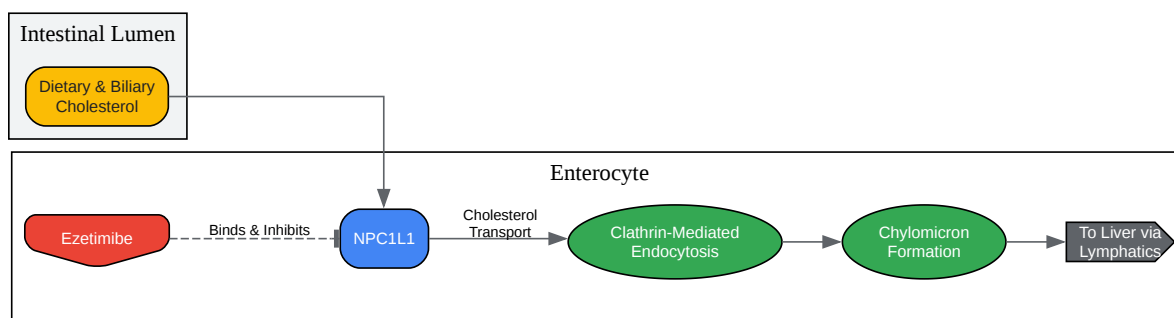 Intestinal Lumen
Dietary & Biliary
Cholesterol
Enterocyte
Ezetimibe
Binds & Inhibits
NPC1L1
Cholesterol
Transport
Clathrin-Mediated
Endocytosis
Chylomicron
Formation
To Liver via
Lymphatics